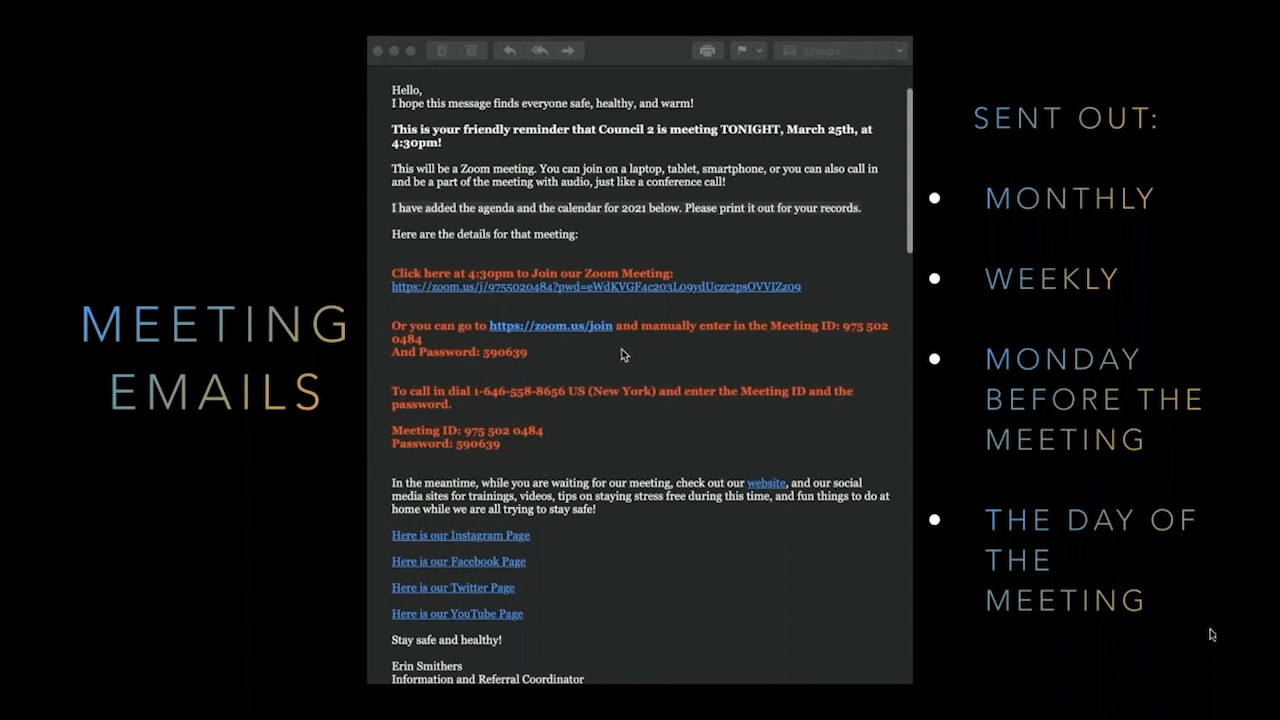 MEETING
EMAILS
Groups
Hello,
I hope this message finds everyone safe, healthy, and warm!
This is your friendly reminder that Council 2 is meeting TONIGHT, March 25th, at
4:30pm!
This will be a Zoom meeting. You can join on a laptop, tablet, smartphone, or you can also call in
and be a part of the meeting with audio, just like a conference call!
I have added the agenda and the calendar for 2021 below. Please print it out for your records.
Here are the details for that meeting:
Click here at 4:30pm to Join our Zoom Meeting:
https://zoom.us/j/9755020484?pwd=eWdKVGF4c203L09ydUczc2psOVVIZz09
Or you can go to https://zoom.us/join and manually enter in the Meeting ID: 975 502
0484
And Password: 590639
To call in dial 1-646-558-8656 US (New York) and enter the Meeting ID and the
password.
Meeting ID: 975 502 0484
Password: 590639
In the meantime, while you are waiting for our meeting, check out our website, and our social
media sites for trainings, videos, tips on staying stress free during this time, and fun things to do at
home while we are all trying to stay safe!
Here is our Instagram Page
Here is our Facebook Page
Here is our Twitter Page
Here is our YouTube Page
Stay safe and healthy!
Erin Smithers
Information and Referral Coordinator
SENT OUT:
• MONTHLY
• WEEKLY
• MONDAY
BEFORE THE
MEETING
• THE DAY OF
THE
MEETING